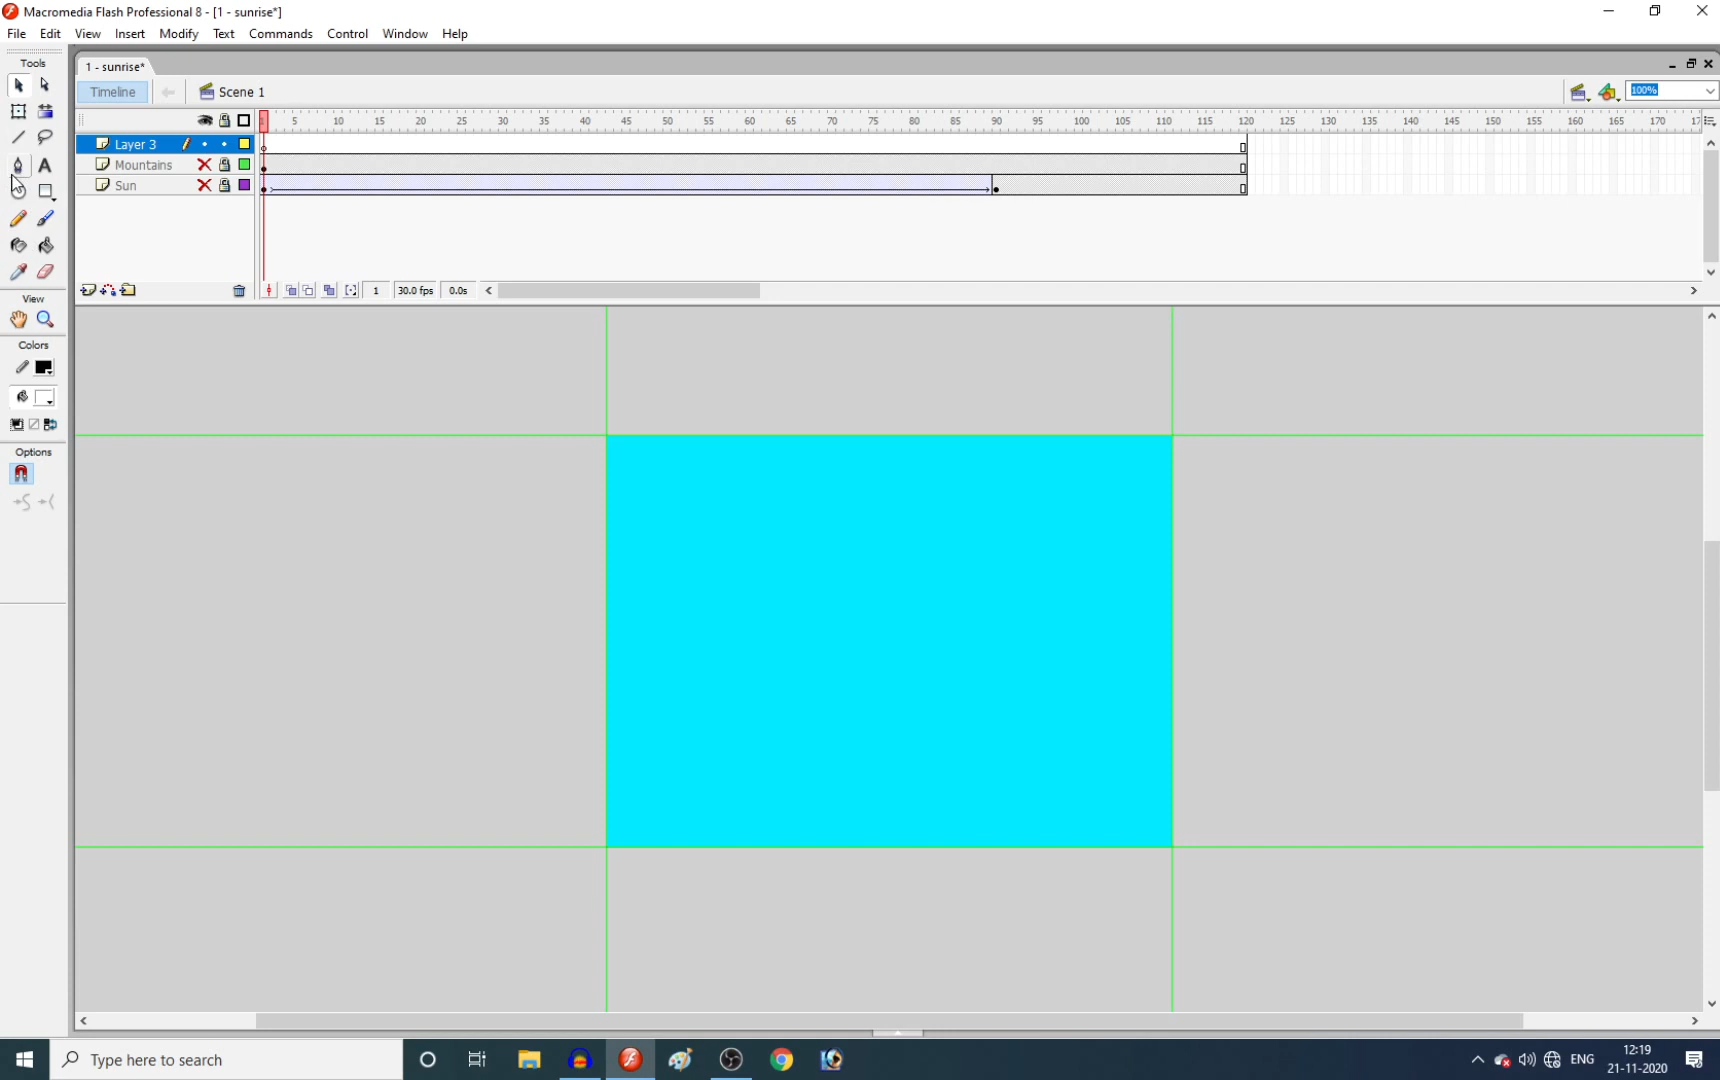 Macromedia Flash Professional 8 - [1 - sunrise*]
File Edit View Insert Modify Text Commands Control Window Help
Tools
1 - sunrise*
Timeline Scene 1 100%
1 5 10 15 20 25 30 35 40 45 50 55 60 65 70 75 80 85 90 95 100 105 110 115 120 125 130 135 140 145 150 155 160 165 170 17
Layer 3
Mountains
Sun
A
1 30.0 fps 0.0s
View
Colors
Options
Type here to search
ENG
12:19
21-11-2020